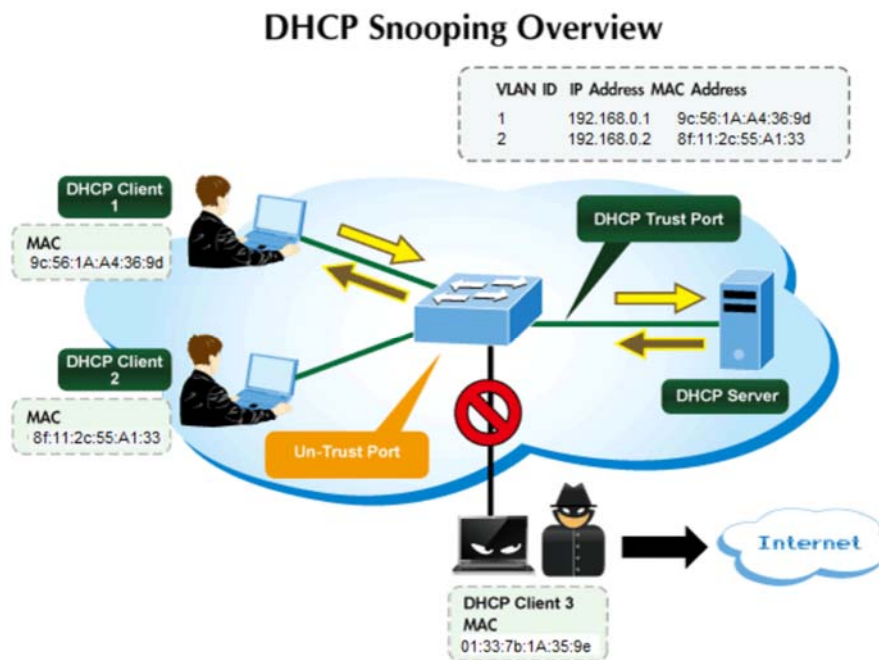 DHCP Snooping Overview
VLAN ID IP Address MAC Address
1 192.168.0.1 9c:56:1A:A4:36:9d
2 192.168.0.2 8f:11:2c:55:A1:33
DHCP Client
1
MAC
9c:56:1A:A4:36:9d
DHCP Trust Port
DHCP Client
2
MAC
8f:11:2c:55:A1:33
Un-Trust Port
DHCP Server
Internet
DHCP Client 3
MAC
01:33:7b:1A:35:9e